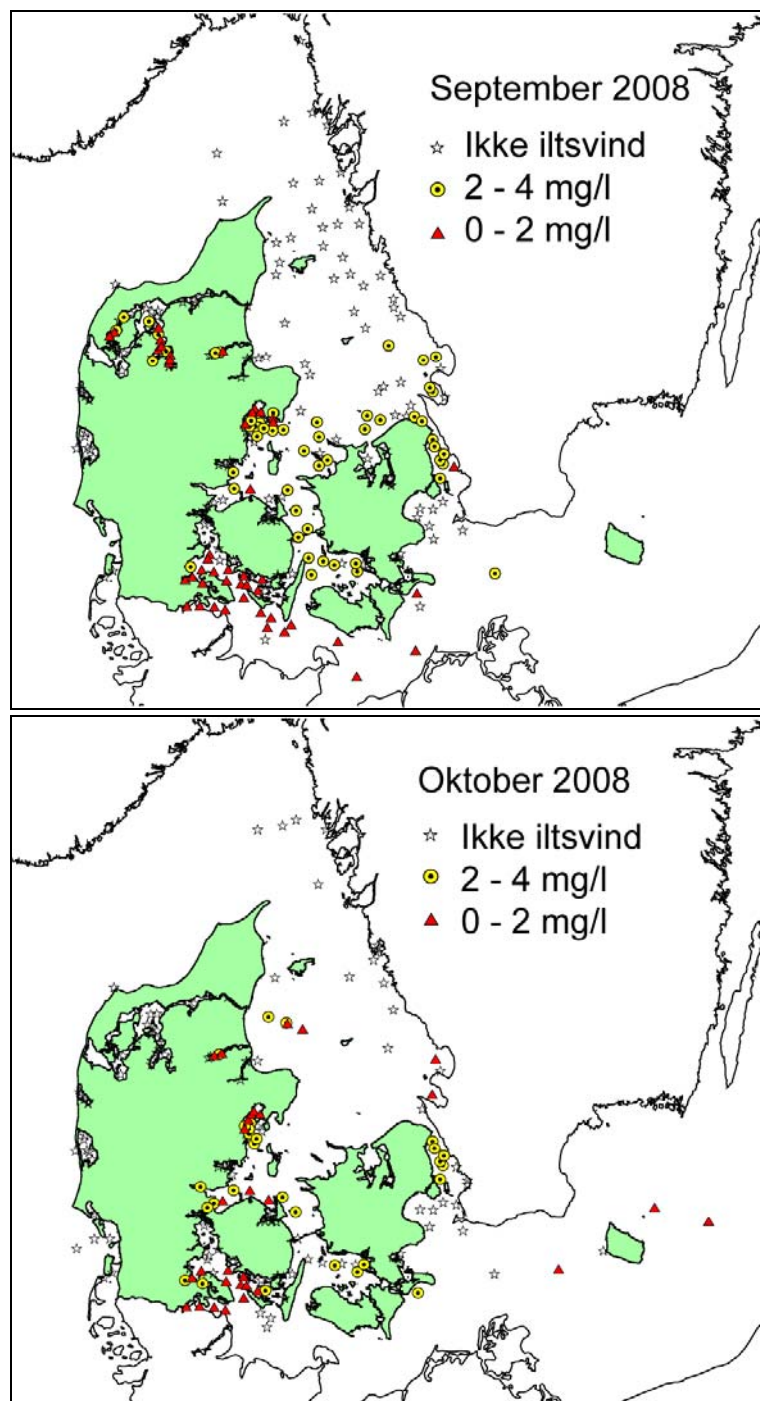 September 2008
Ikke iltsvind
2 - 4 mg/l
0 - 2 mg/l
Oktober 2008
Ikke iltsvind
2 - 4 mg/l
0 - 2 mg/l